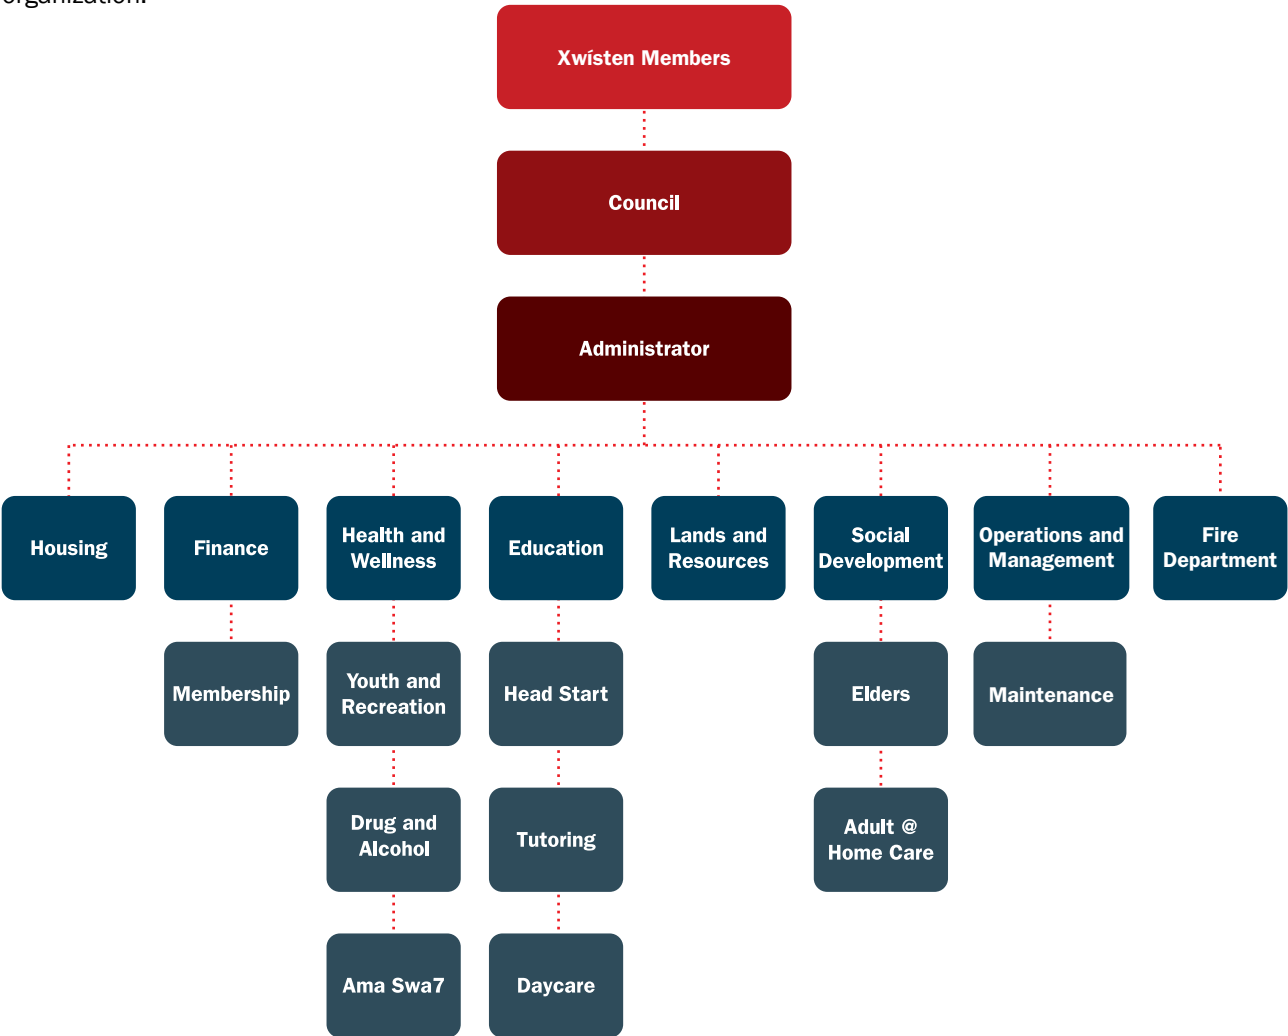 organization.
Xwísten Members
Council
Administrator
Housing
Finance
Health and
Wellness
Education
Lands and
Resources
Social
Development
Operations and
Management
Fire
Department
Membership
Youth and
Recreation
Head Start
Elders
Maintenance
Drug and
Alcohol
Tutoring
Adult @
Home Care
Ama Swa7
Daycare